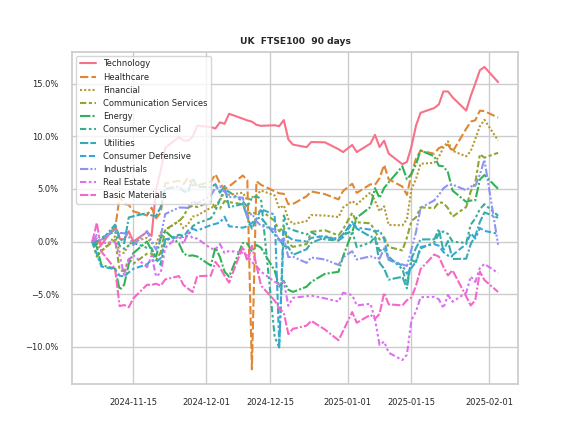 UK  FTSE100  90 days
Technology
Healthcare
Financial
Communication Services
Energy
Consumer Cyclical
Utilities
Consumer Defensive
Industrials
Real Estate
Basic Materials
15.0%
10.0%
5.0%
0.0%
−5.0%
−10.0%
2024-11-15
2024-12-01
2024-12-15
2025-01-01
2025-01-15
2025-02-01